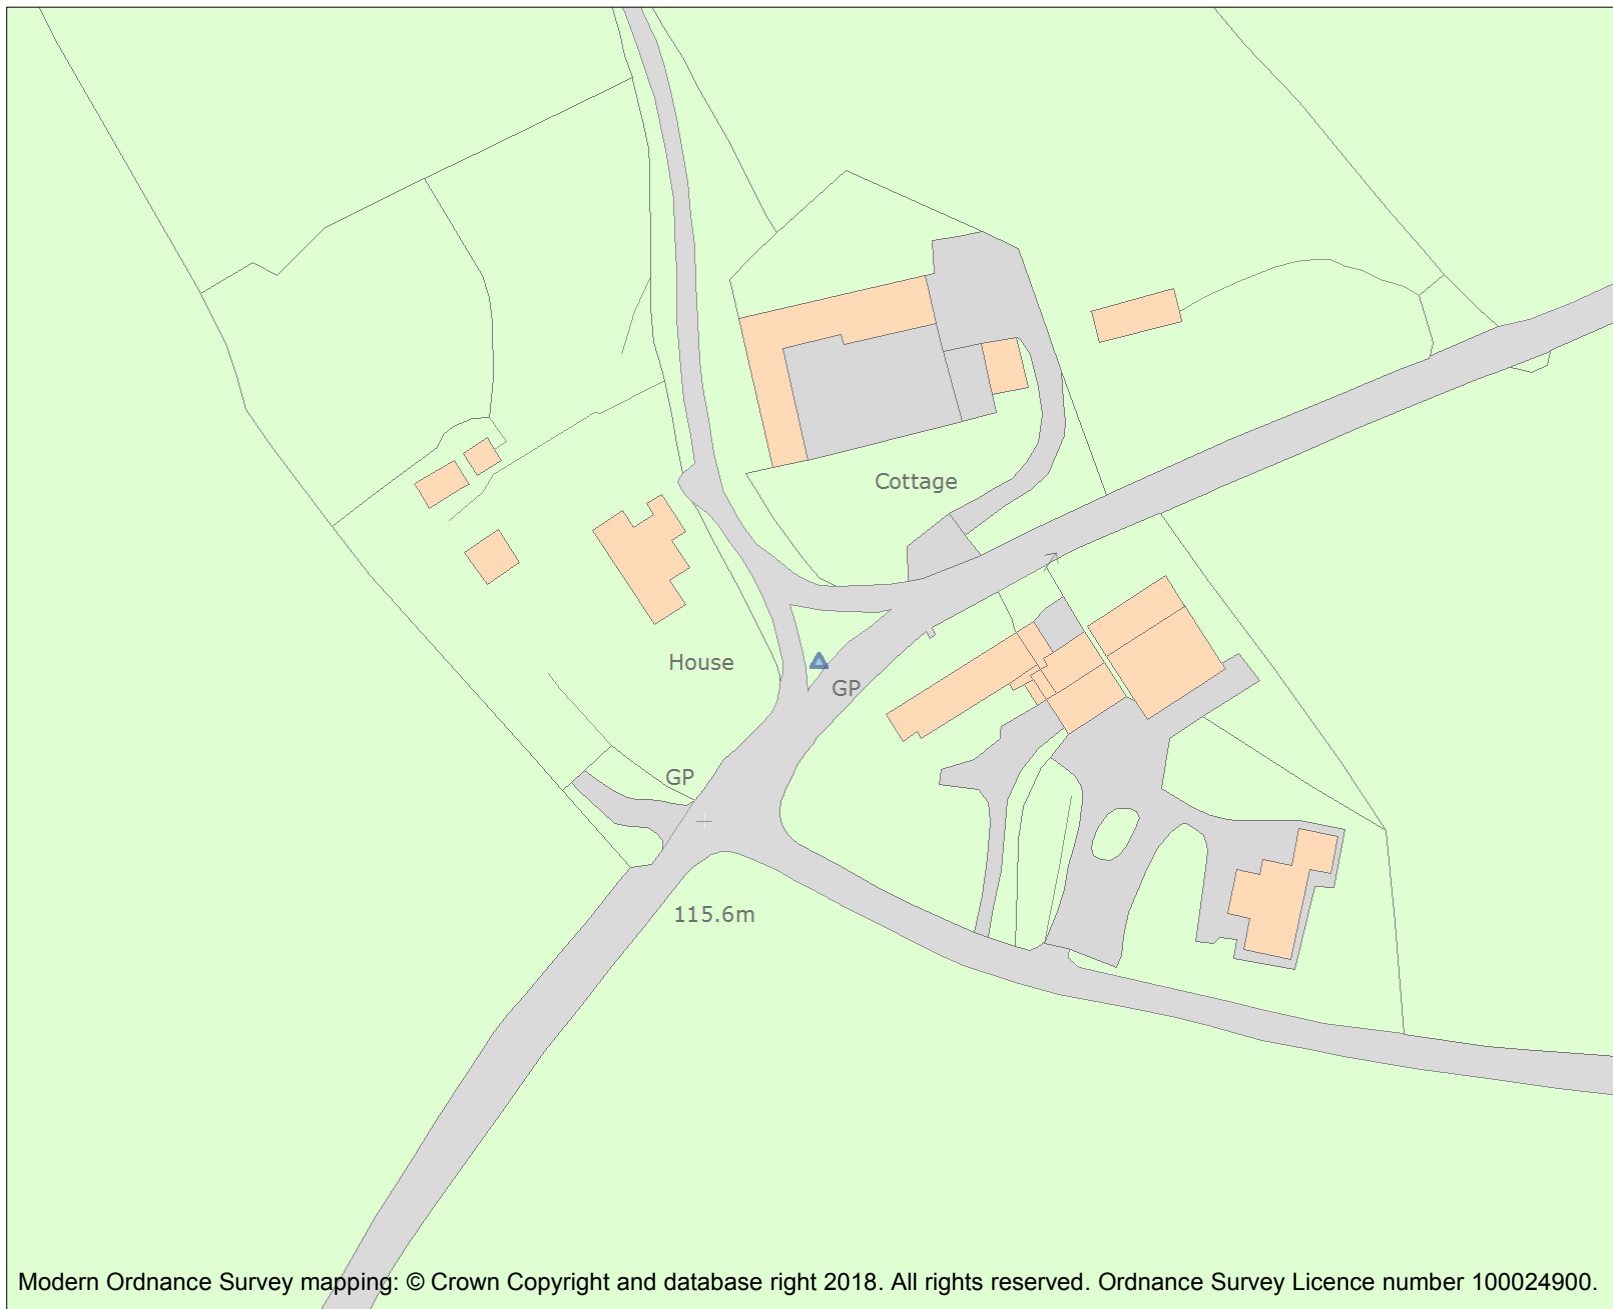 Cottage
House
GP
GP
115.6m
Modern Ordnance Survey mapping: © Crown Copyright and database right 2018. All rights reserved. Ordnance Survey Licence number 100024900.